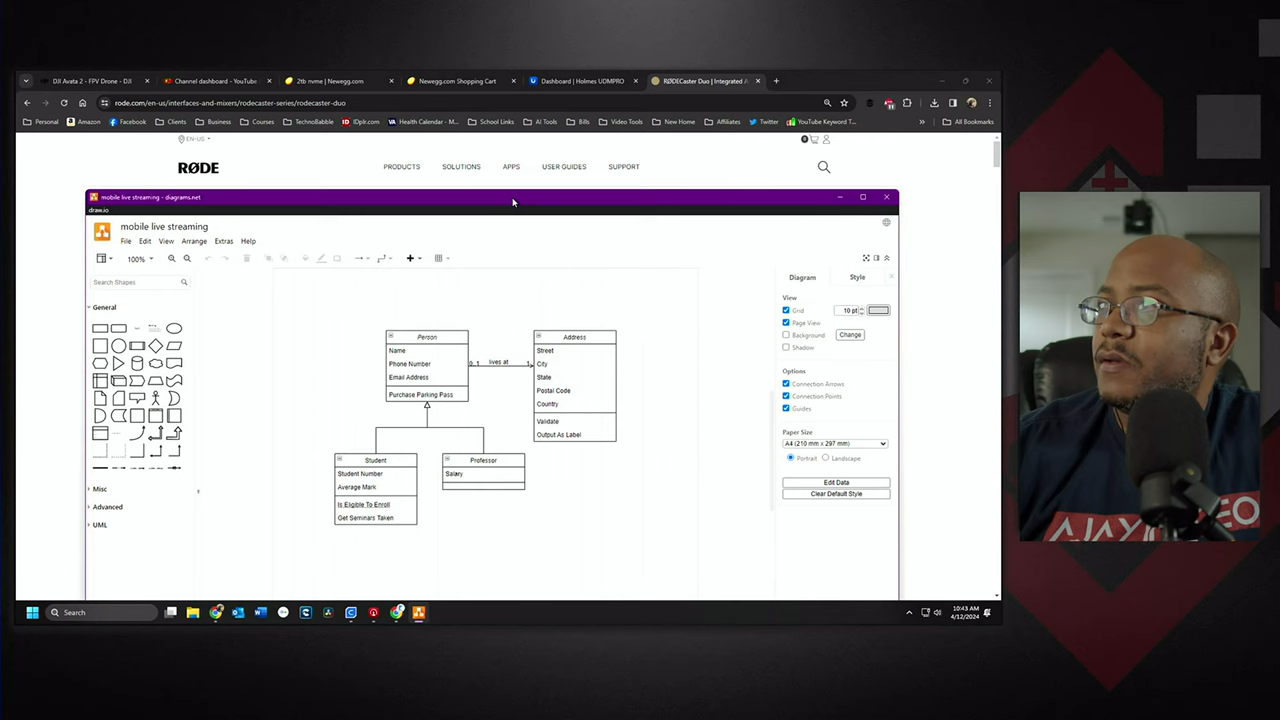 DJI Avata 2 - FPV Drone - DJI
Channel dashboard - YouTube
2tb nvme | Newegg.com
Newegg.com Shopping Cart
Dashboard | Holmes UDMPRO
RØDECaster Duo | Integrated A
rode.com/en-us/interfaces-and-mixers/rodecaster-series/rodecaster-duo
Personal Amazon Facebook Clients Business Courses TechnoBabble IDplr.com Health Calendar - M... School Links AI Tools Bills Video Tools New Home Affiliates Twitter YouTube Keyword T... All Bookmarks
EN-US
0
RØDE PRODUCTS SOLUTIONS APPS USER GUIDES SUPPORT
mobile live streaming - diagrams.net
draw.io
mobile live streaming
File Edit View Arrange Extras Help
100%
Search Shapes
General
Misc
Advanced
UML
Person
Name
Phone Number
Email Address
Purchase Parking Pass
0..1 lives at 1
Address
Street
City
State
Postal Code
Country
Validate
Output As Label
Student
Student Number
Average Mark
Is Eligible To Enroll
Get Seminars Taken
Professor
Salary
Diagram Style
View
Grid 10 pt
Page View
Background Change
Shadow
Options
Connection Arrows
Connection Points
Guides
Paper Size
A4 (210 mm x 297 mm)
Portrait Landscape
Edit Data
Clear Default Style
Search
10:43 AM
4/12/2024